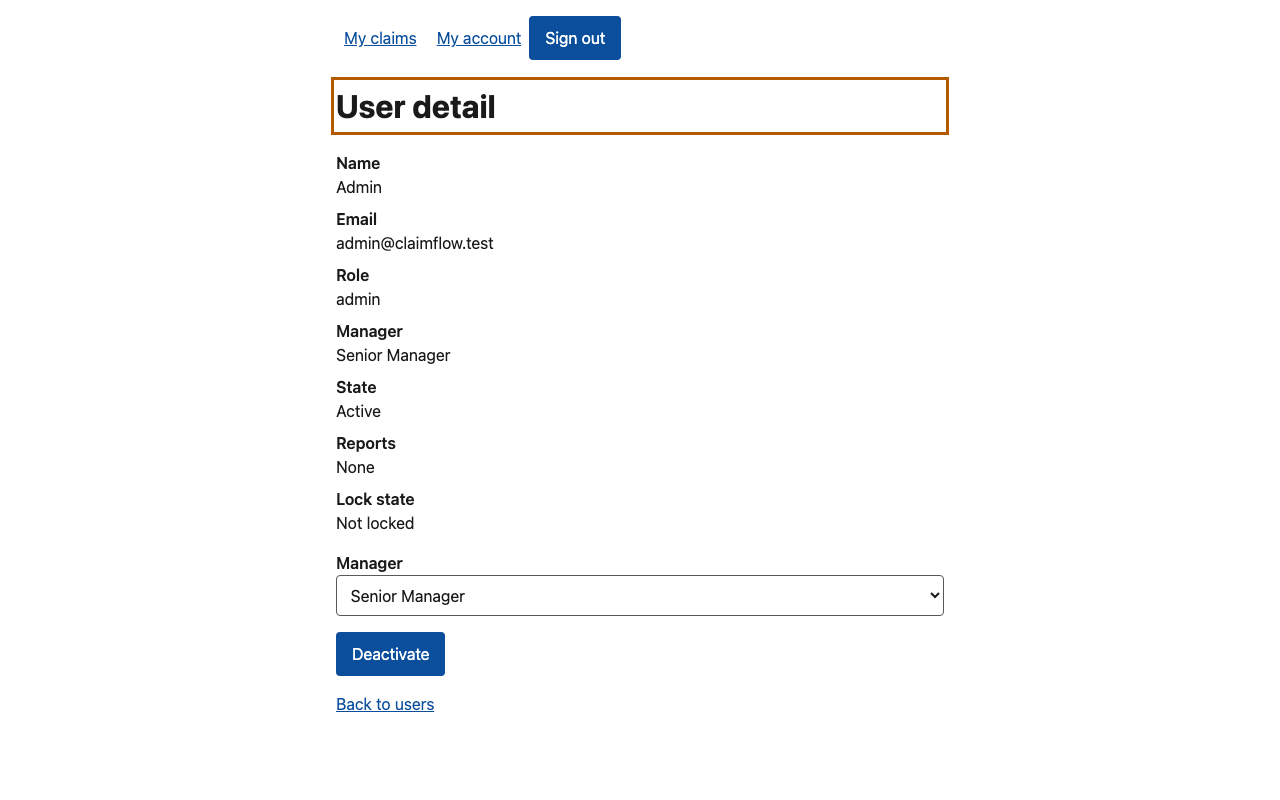 My claims My account Sign out
User detail
Name
Admin
Email
admin@claimflow.test
Role
admin
Manager
Senior Manager
State
Active
Reports
None
Lock state
Not locked
Manager
Senior Manager
Deactivate
Back to users